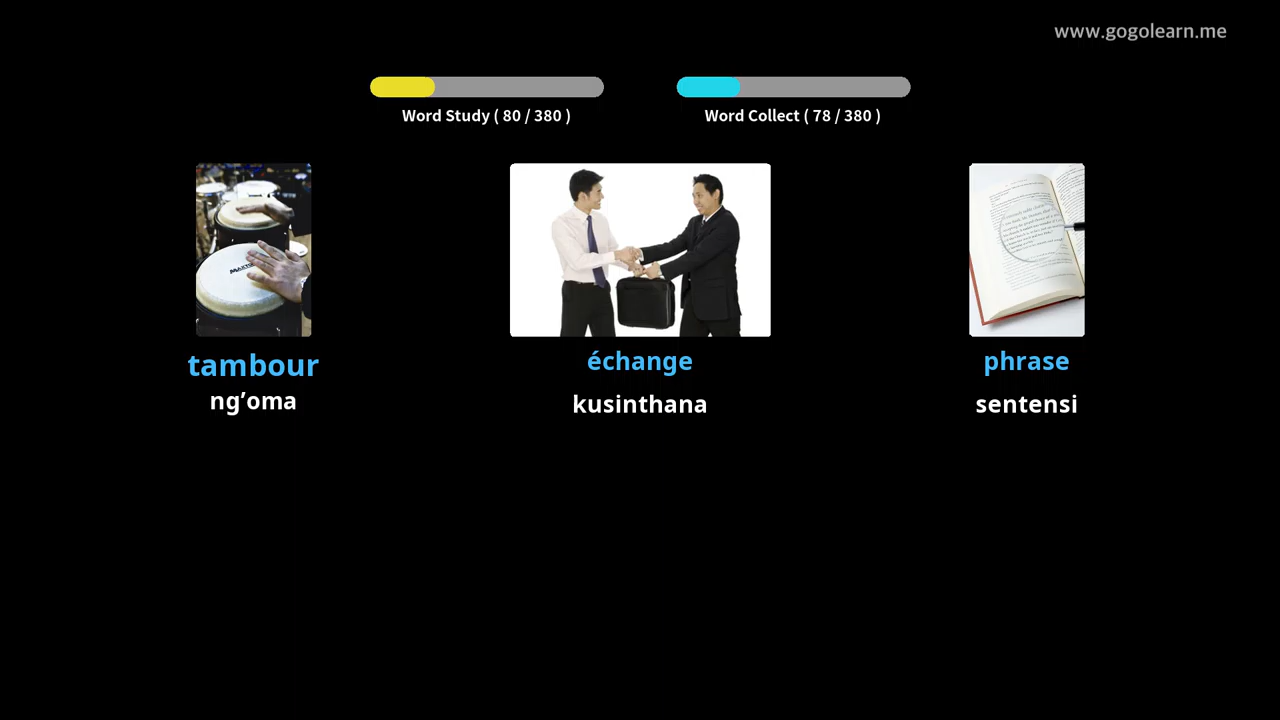 www.gogolearn.me
Word Study ( 80 / 380 )
Word Collect ( 78 / 380 )
tambour
ng’oma
échange
kusinthana
phrase
sentensi